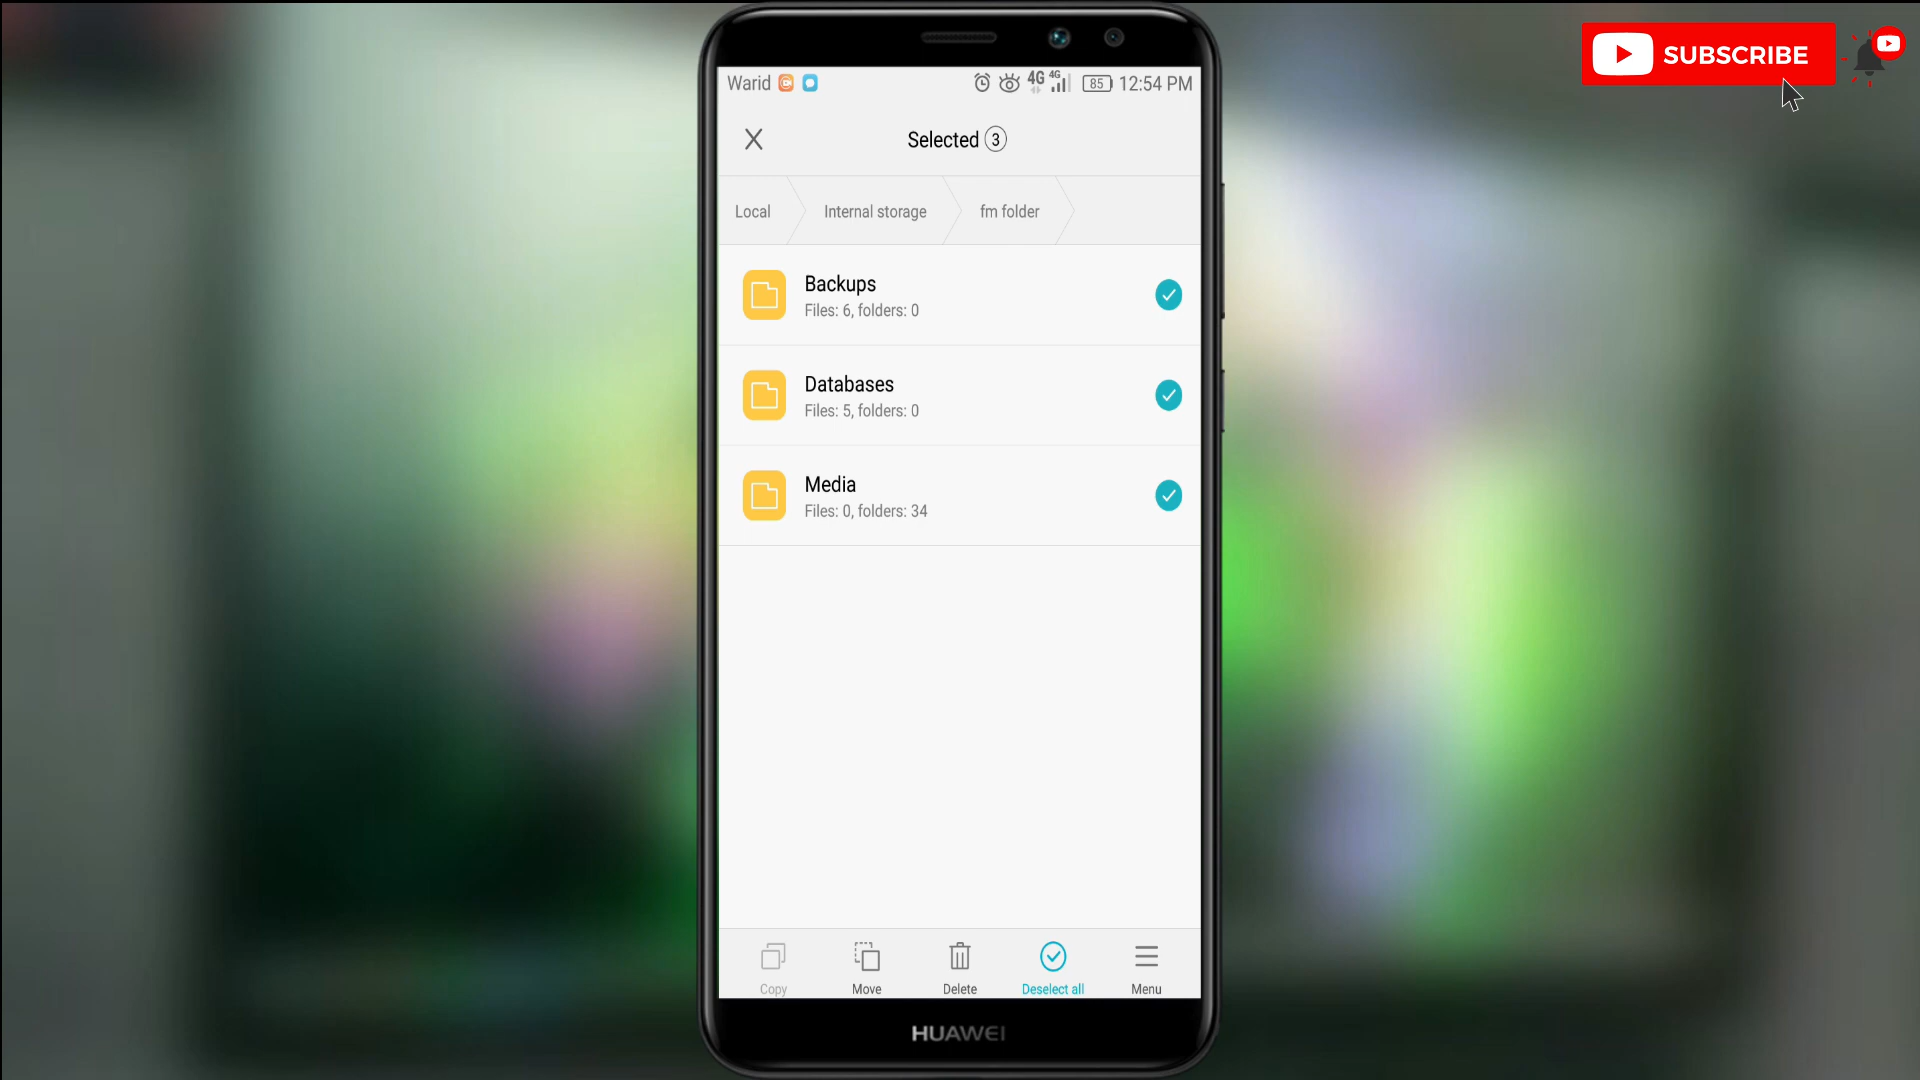 SUBSCRIBE
Warid 4G 4G 85 12:54 PM
Selected 3
Local Internal storage fm folder
Backups
Files: 6, folders: 0
Databases
Files: 5, folders: 0
Media
Files: 0, folders: 34
Copy Move Delete Deselect all Menu
HUAWEI